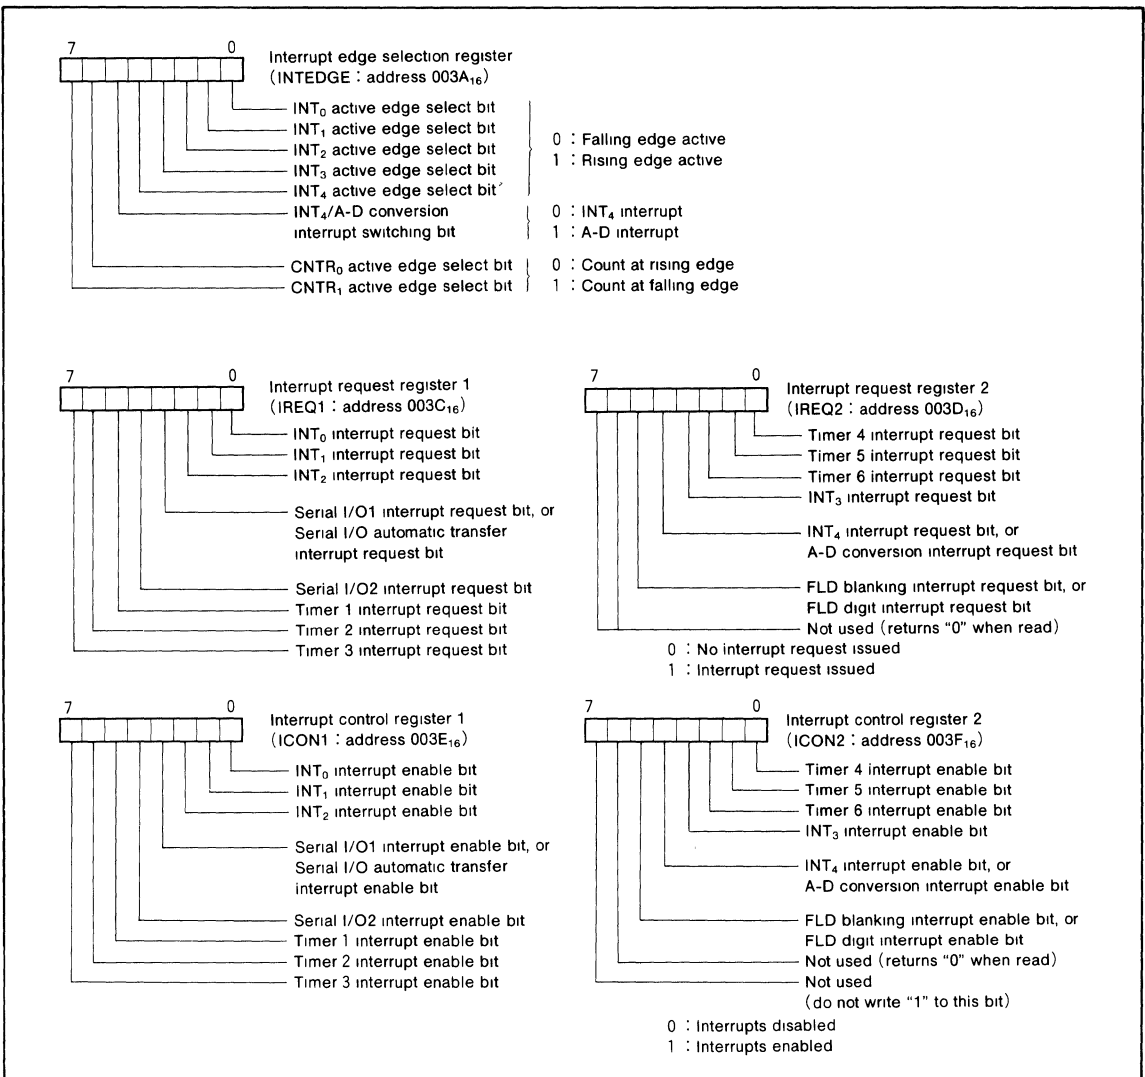 7 0
Interrupt edge selection register
(INTEDGE : address 003A₁₆)
INT₀ active edge select bit
INT₁ active edge select bit
INT₂ active edge select bit
INT₃ active edge select bit
INT₄ active edge select bit
0 : Falling edge active
1 : Rising edge active
INT₄/A-D conversion
interrupt switching bit
0 : INT₄ interrupt
1 : A-D interrupt
CNTR₀ active edge select bit
CNTR₁ active edge select bit
0 : Count at rising edge
1 : Count at falling edge
7 0
Interrupt request register 1
(IREQ1 : address 003C₁₆)
INT₀ interrupt request bit
INT₁ interrupt request bit
INT₂ interrupt request bit
Serial I/O1 interrupt request bit, or
Serial I/O automatic transfer
interrupt request bit
Serial I/O2 interrupt request bit
Timer 1 interrupt request bit
Timer 2 interrupt request bit
Timer 3 interrupt request bit
7 0
Interrupt request register 2
(IREQ2 : address 003D₁₆)
Timer 4 interrupt request bit
Timer 5 interrupt request bit
Timer 6 interrupt request bit
INT₃ interrupt request bit
INT₄ interrupt request bit, or
A-D conversion interrupt request bit
FLD blanking interrupt request bit, or
FLD digit interrupt request bit
Not used (returns "0" when read)
0 : No interrupt request issued
1 : Interrupt request issued
7 0
Interrupt control register 1
(ICON1 : address 003E₁₆)
INT₀ interrupt enable bit
INT₁ interrupt enable bit
INT₂ interrupt enable bit
Serial I/O1 interrupt enable bit, or
Serial I/O automatic transfer
interrupt enable bit
Serial I/O2 interrupt enable bit
Timer 1 interrupt enable bit
Timer 2 interrupt enable bit
Timer 3 interrupt enable bit
7 0
Interrupt control register 2
(ICON2 : address 003F₁₆)
Timer 4 interrupt enable bit
Timer 5 interrupt enable bit
Timer 6 interrupt enable bit
INT₃ interrupt enable bit
INT₄ interrupt enable bit, or
A-D conversion interrupt enable bit
FLD blanking interrupt enable bit, or
FLD digit interrupt enable bit
Not used (returns "0" when read)
Not used
(do not write "1" to this bit)
0 : Interrupts disabled
1 : Interrupts enabled